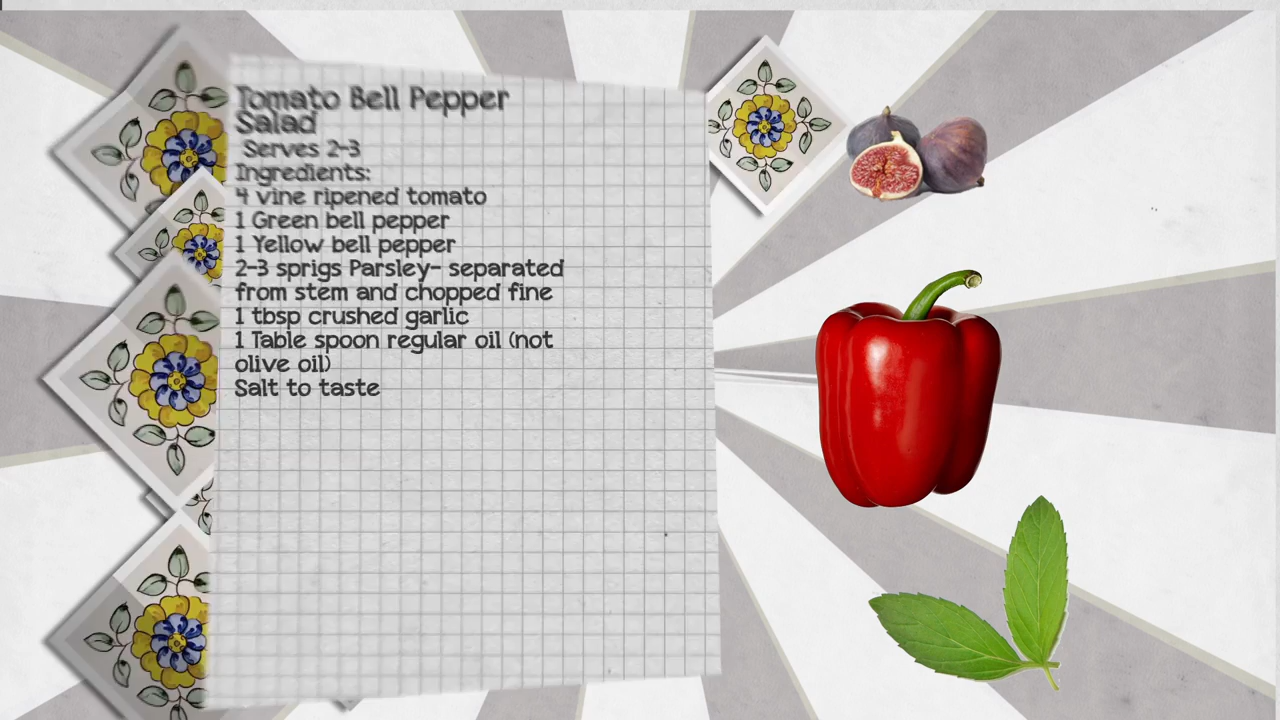 Tomato Bell Pepper
Salad
Serves 2-3
Ingredients:
4 vine ripened tomato
1 Green bell pepper
1 Yellow bell pepper
2-3 sprigs Parsley- separated
from stem and chopped fine
1 tbsp crushed garlic
1 Table spoon regular oil (not
olive oil)
Salt to taste